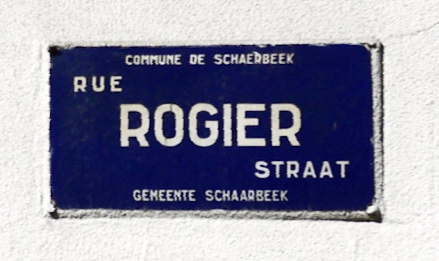 COMMUNE DE SCHAERBEEK
RUE
ROGIER
STRAAT
GEMEENTE SCHAARBEEK